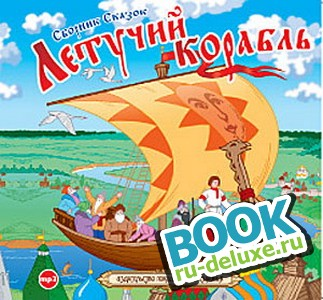 Сборник Сказок
Летучий корабль
BOOK
ru-deluxe.ru
mp3